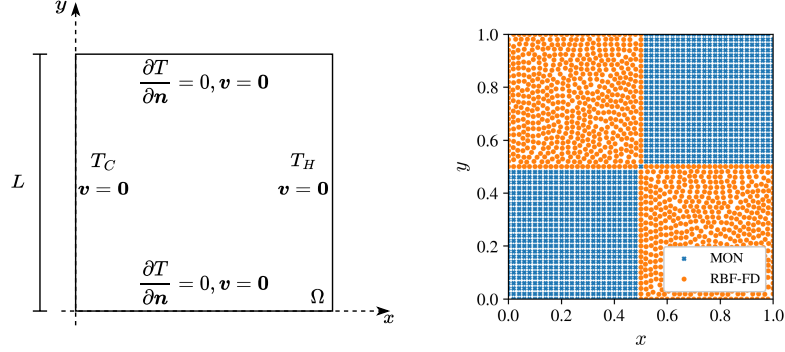 y
∂T/∂n = 0, v = 0
T_C
v = 0
T_H
v = 0
L
∂T/∂n = 0, v = 0
Ω
x
1.0
0.8
0.6
0.4
0.2
0.0
y
MON
RBF-FD
0.0 0.2 0.4 0.6 0.8 1.0
x